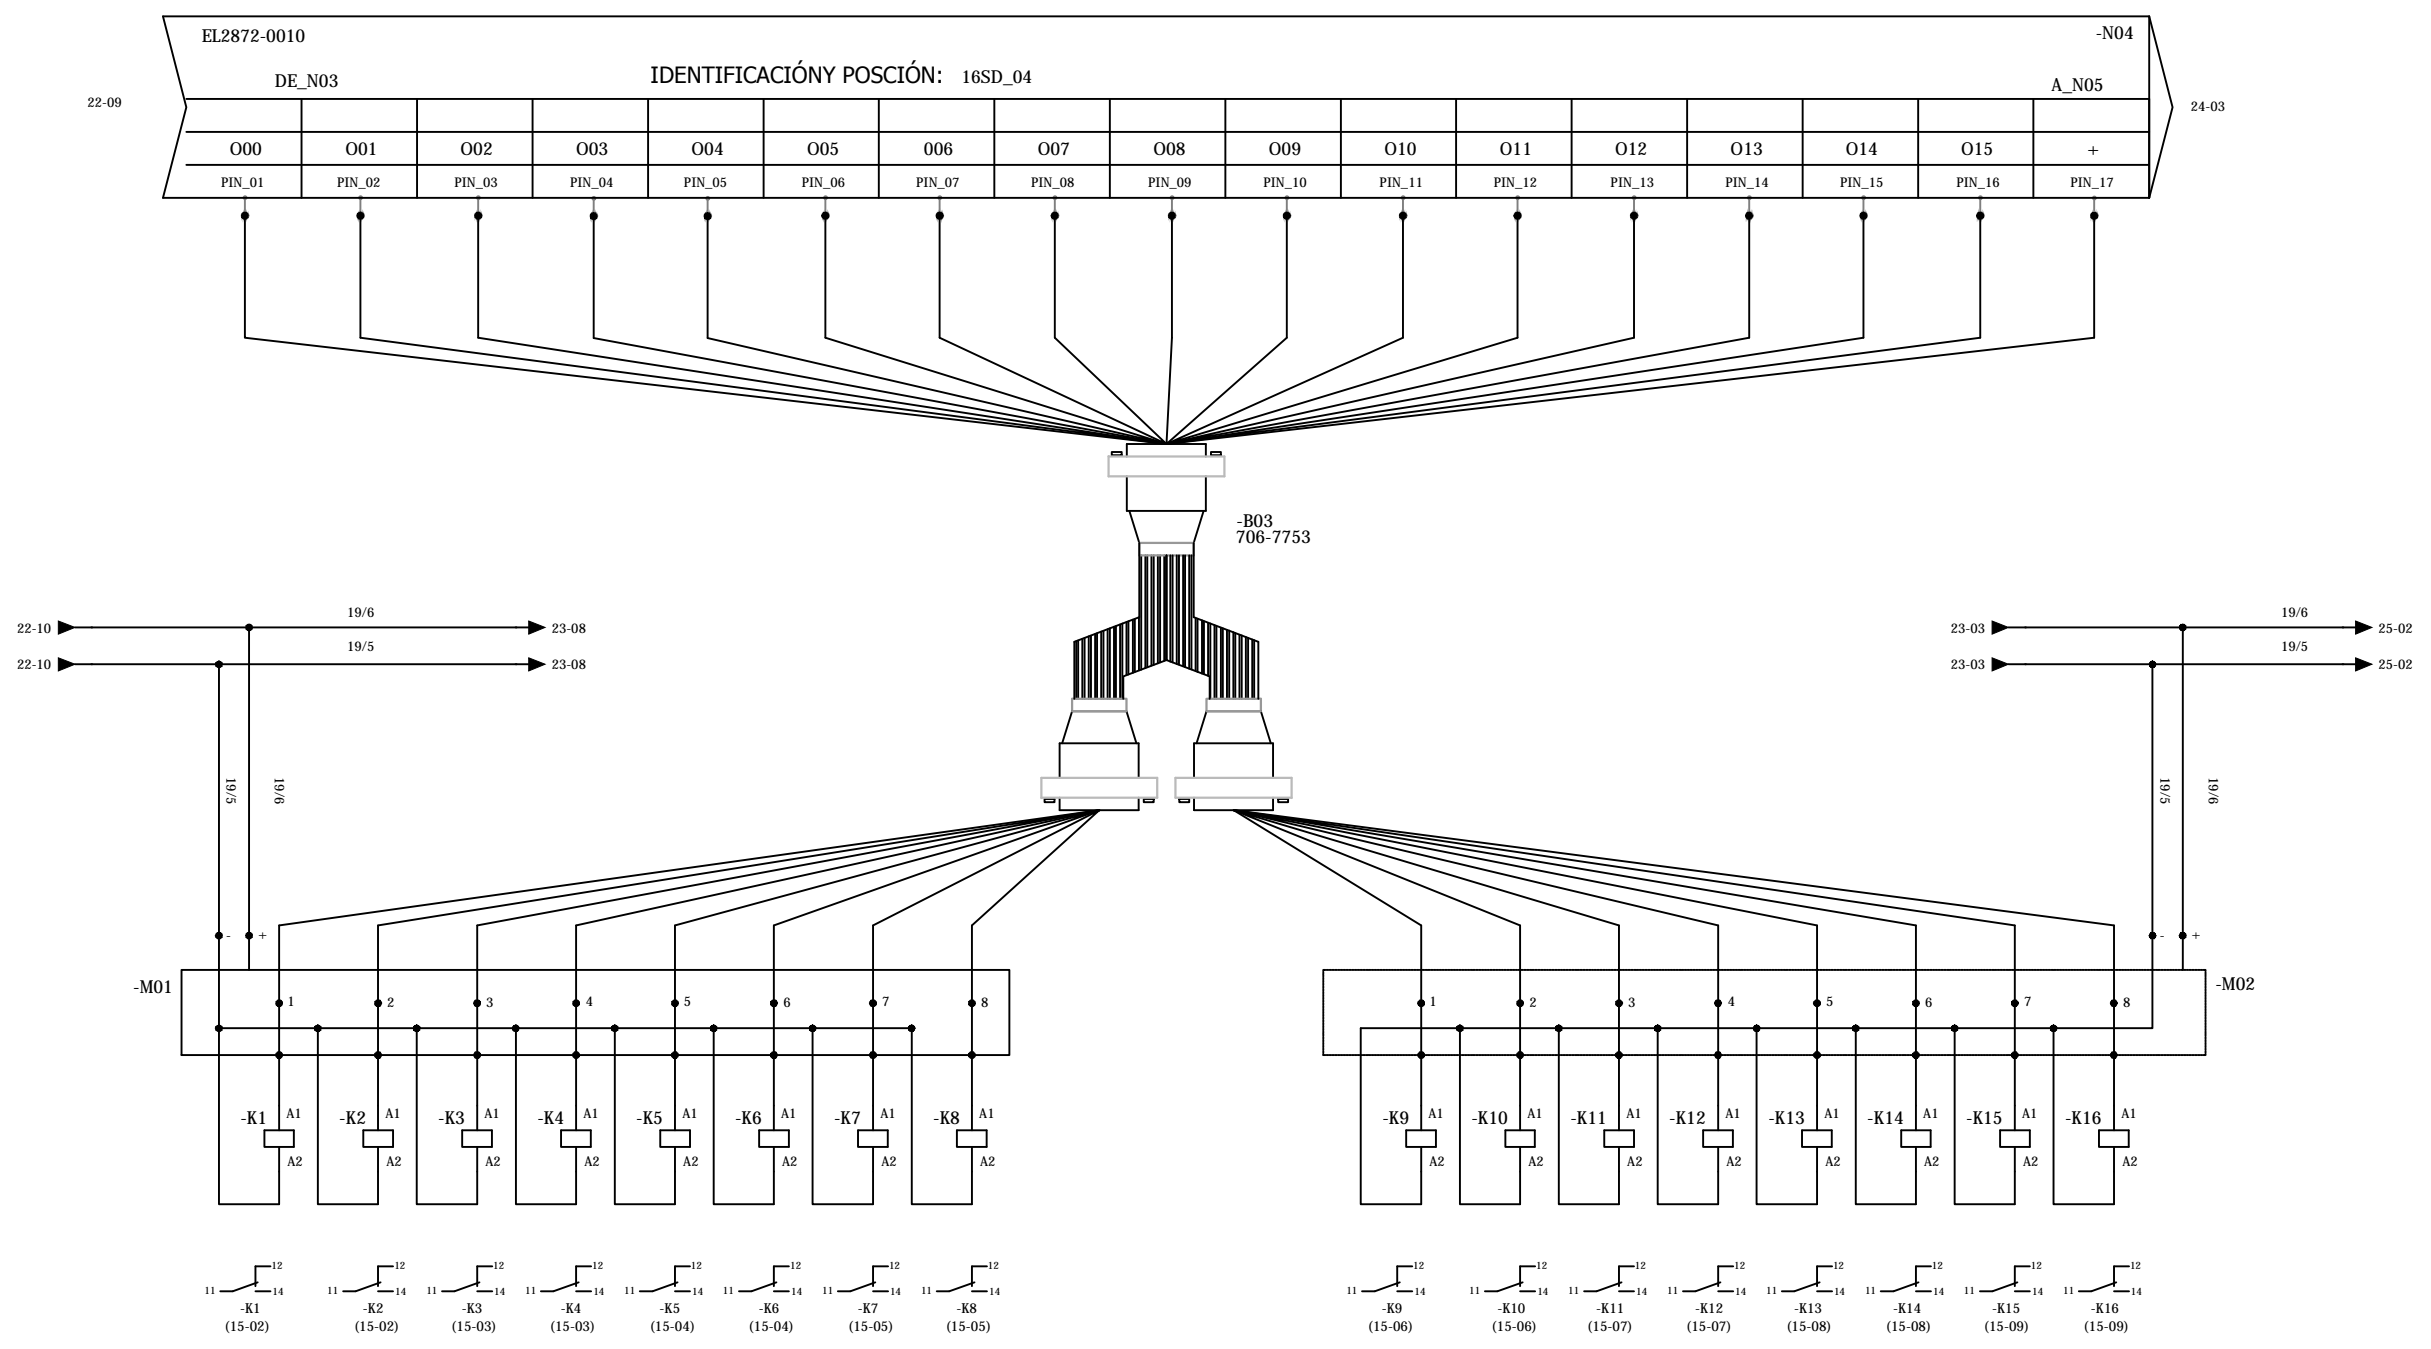 EL2872-0010
-N04
DE_N03
IDENTIFICACIÓNY POSCIÓN: 16SD_04
A_N05
22-09
24-03
O00 O01 O02 O03 O04 O05 006 O07 O08 O09 O10 O11 O12 O13 O14 O15 +
PIN_01 PIN_02 PIN_03 PIN_04 PIN_05 PIN_06 PIN_07 PIN_08 PIN_09 PIN_10 PIN_11 PIN_12 PIN_13 PIN_14 PIN_15 PIN_16 PIN_17
-B03
706-7753
22-10 19/6 23-08
22-10 19/5 23-08
23-03 19/6 25-02
23-03 19/5 25-02
19/5 19/6
19/5 19/6
- +
- +
-M01
1 2 3 4 5 6 7 8
-M02
1 2 3 4 5 6 7 8
-K1 A1 -K2 A1 -K3 A1 -K4 A1 -K5 A1 -K6 A1 -K7 A1 -K8 A1
A2 A2 A2 A2 A2 A2 A2 A2
-K9 A1 -K10 A1 -K11 A1 -K12 A1 -K13 A1 -K14 A1 -K15 A1 -K16 A1
A2 A2 A2 A2 A2 A2 A2 A2
12 12 12 12 12 12 12 12
11 14 11 14 11 14 11 14 11 14 11 14 11 14 11 14
-K1 -K2 -K3 -K4 -K5 -K6 -K7 -K8
(15-02) (15-02) (15-03) (15-03) (15-04) (15-04) (15-05) (15-05)
12 12 12 12 12 12 12 12
11 14 11 14 11 14 11 14 11 14 11 14 11 14 11 14
-K9 -K10 -K11 -K12 -K13 -K14 -K15 -K16
(15-06) (15-06) (15-07) (15-07) (15-08) (15-08) (15-09) (15-09)